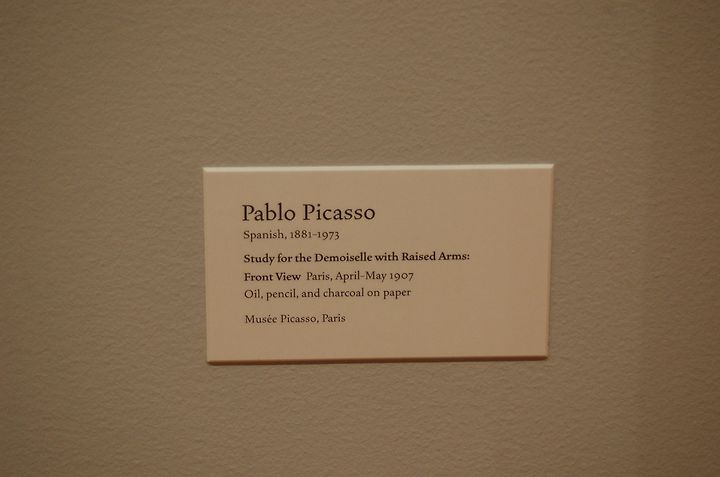 Pablo Picasso
Spanish, 1881–1973
Study for the Demoiselle with Raised Arms:
Front View Paris, April–May 1907
Oil, pencil, and charcoal on paper
Musée Picasso, Paris